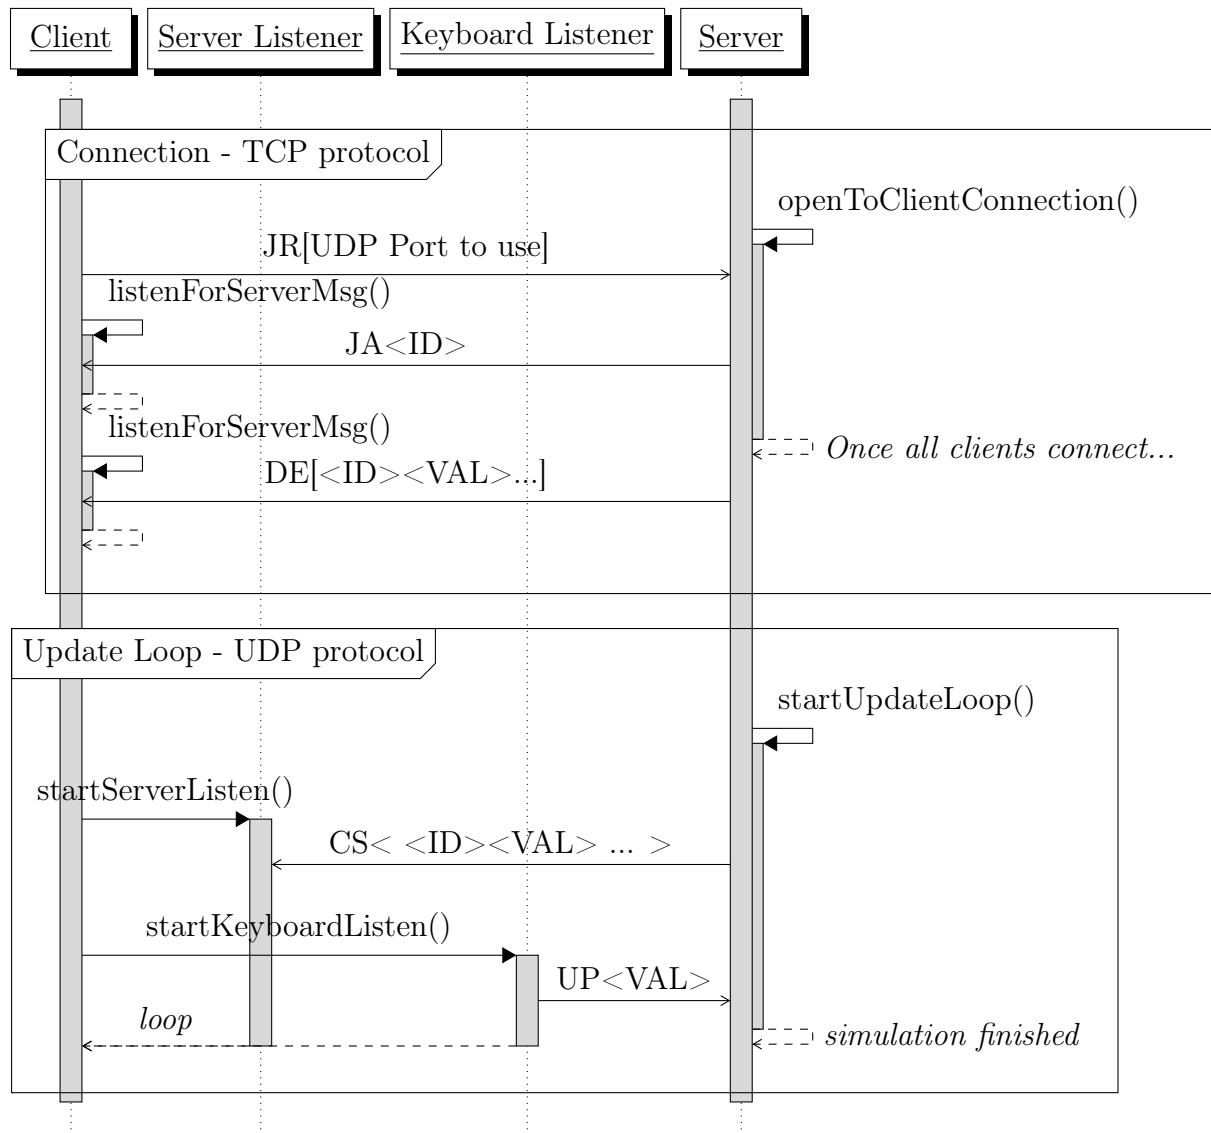 Client
Server Listener
Keyboard Listener
Server
Connection - TCP protocol
openToClientConnection()
JR[UDP Port to use]
listenForServerMsg()
JA<ID>
listenForServerMsg()
Once all clients connect...
DE[<ID><VAL>...]
Update Loop - UDP protocol
startUpdateLoop()
startServerListen()
CS< <ID><VAL> ... >
startKeyboardListen()
UP<VAL>
loop
simulation finished